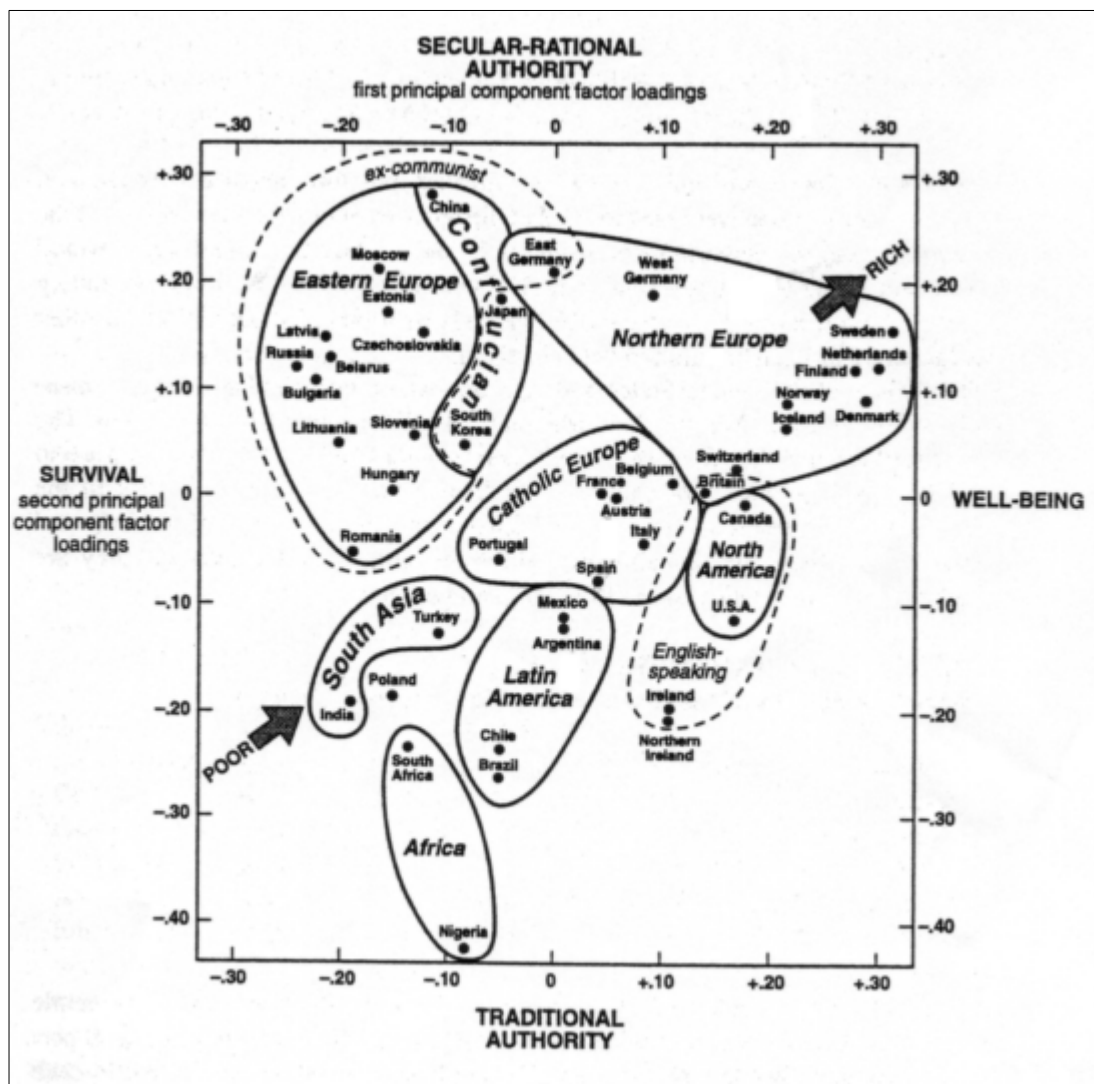 SECULAR-RATIONAL
AUTHORITY
first principal component factor loadings
-.30 -.20 -.10 0 +.10 +.20 +.30
+.30 +.30
ex-communist
China
Confucian
East
Germany
West
Germany
RICH
Moscow
+.20 +.20
Eastern Europe
Estonia
Japan
Latvia
Czechoslovakia
Northern Europe
Sweden
Netherlands
Russia
Belarus
Finland
+.10 +.10
Bulgaria
Norway
Iceland
Denmark
Lithuania
Slovenia
South
Korea
Hungary
Catholic Europe
Belgium
Switzerland
Britain
SURVIVAL
second principal
component factor
loadings
0 0
WELL-BEING
France
Austria
Canada
Italy
Romania
Portugal
Spain
North
America
-.10 -.10
U.S.A.
South Asia
Turkey
Mexico
Argentina
English-
speaking
Poland
Latin
America
Ireland
India
-.20 -.20
Northern
Ireland
POOR
South
Africa
Chile
Brazil
-.30 -.30
Africa
-.40 -.40
Nigeria
-.30 -.20 -.10 0 +.10 +.20 +.30
TRADITIONAL
AUTHORITY